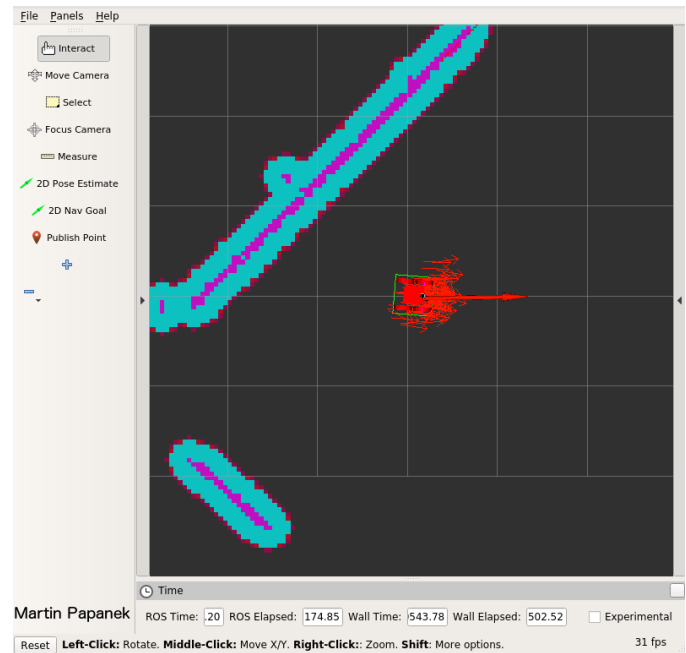 File Panels Help
Interact
Move Camera
Select
Focus Camera
Measure
2D Pose Estimate
2D Nav Goal
Publish Point
Time
Martin Papanek
ROS Time: .20 ROS Elapsed: 174.85 Wall Time: 543.78 Wall Elapsed: 502.52 Experimental
Reset Left-Click: Rotate. Middle-Click: Move X/Y. Right-Click:: Zoom. Shift: More options. 31 fps